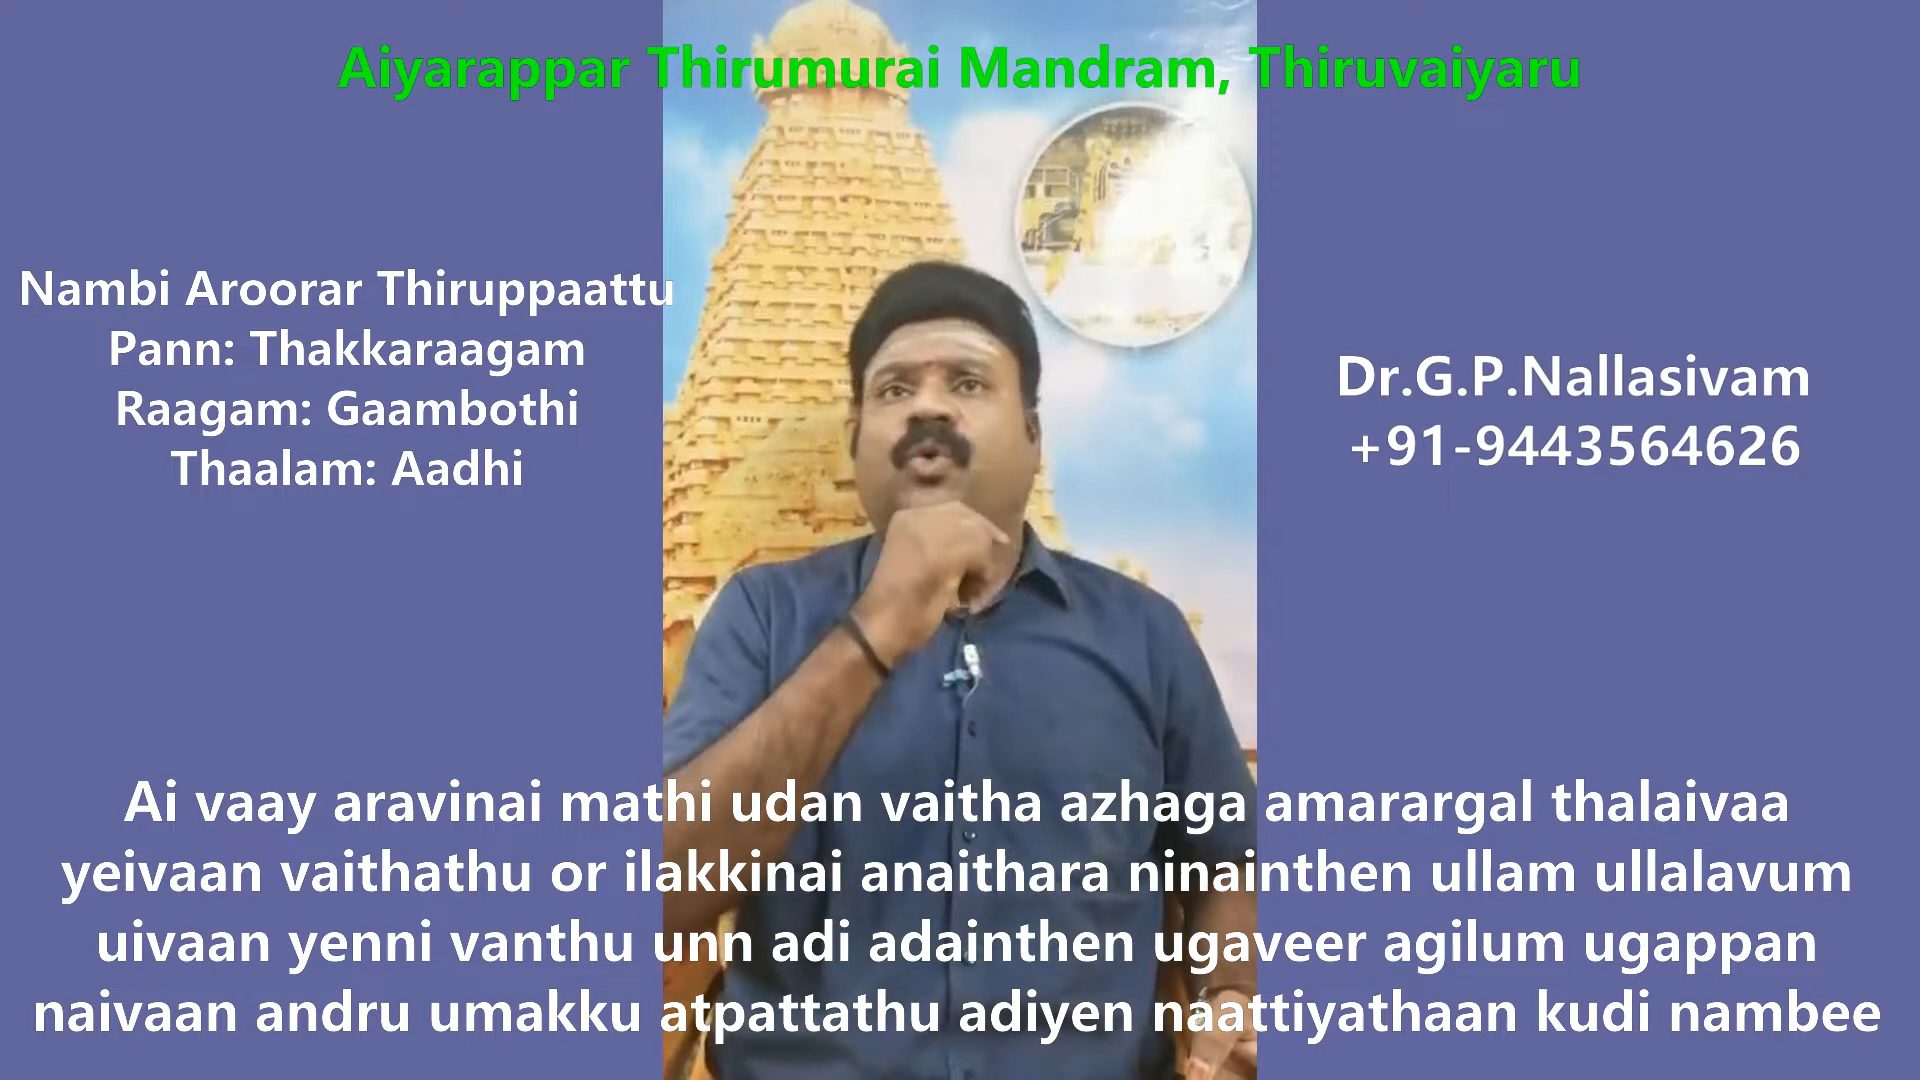 Aiyarappar Thirumurai Mandram, Thiruvaiyaru
Nambi Aroorar Thiruppaattu
Pann: Thakkaraagam
Raagam: Gaambothi
Thaalam: Aadhi
Dr.G.P.Nallasivam
+91-9443564626
Ai vaay aravinai mathi udan vaitha azhaga amarargal thalaivaa
yeivaan vaithathu or ilakkinai anaithara ninainthen ullam ullalavum
uivaan yenni vanthu unn adi adainthen ugaveer agilum ugappan
naivaan andru umakku atpattathu adiyen naattiyathaan kudi nambee